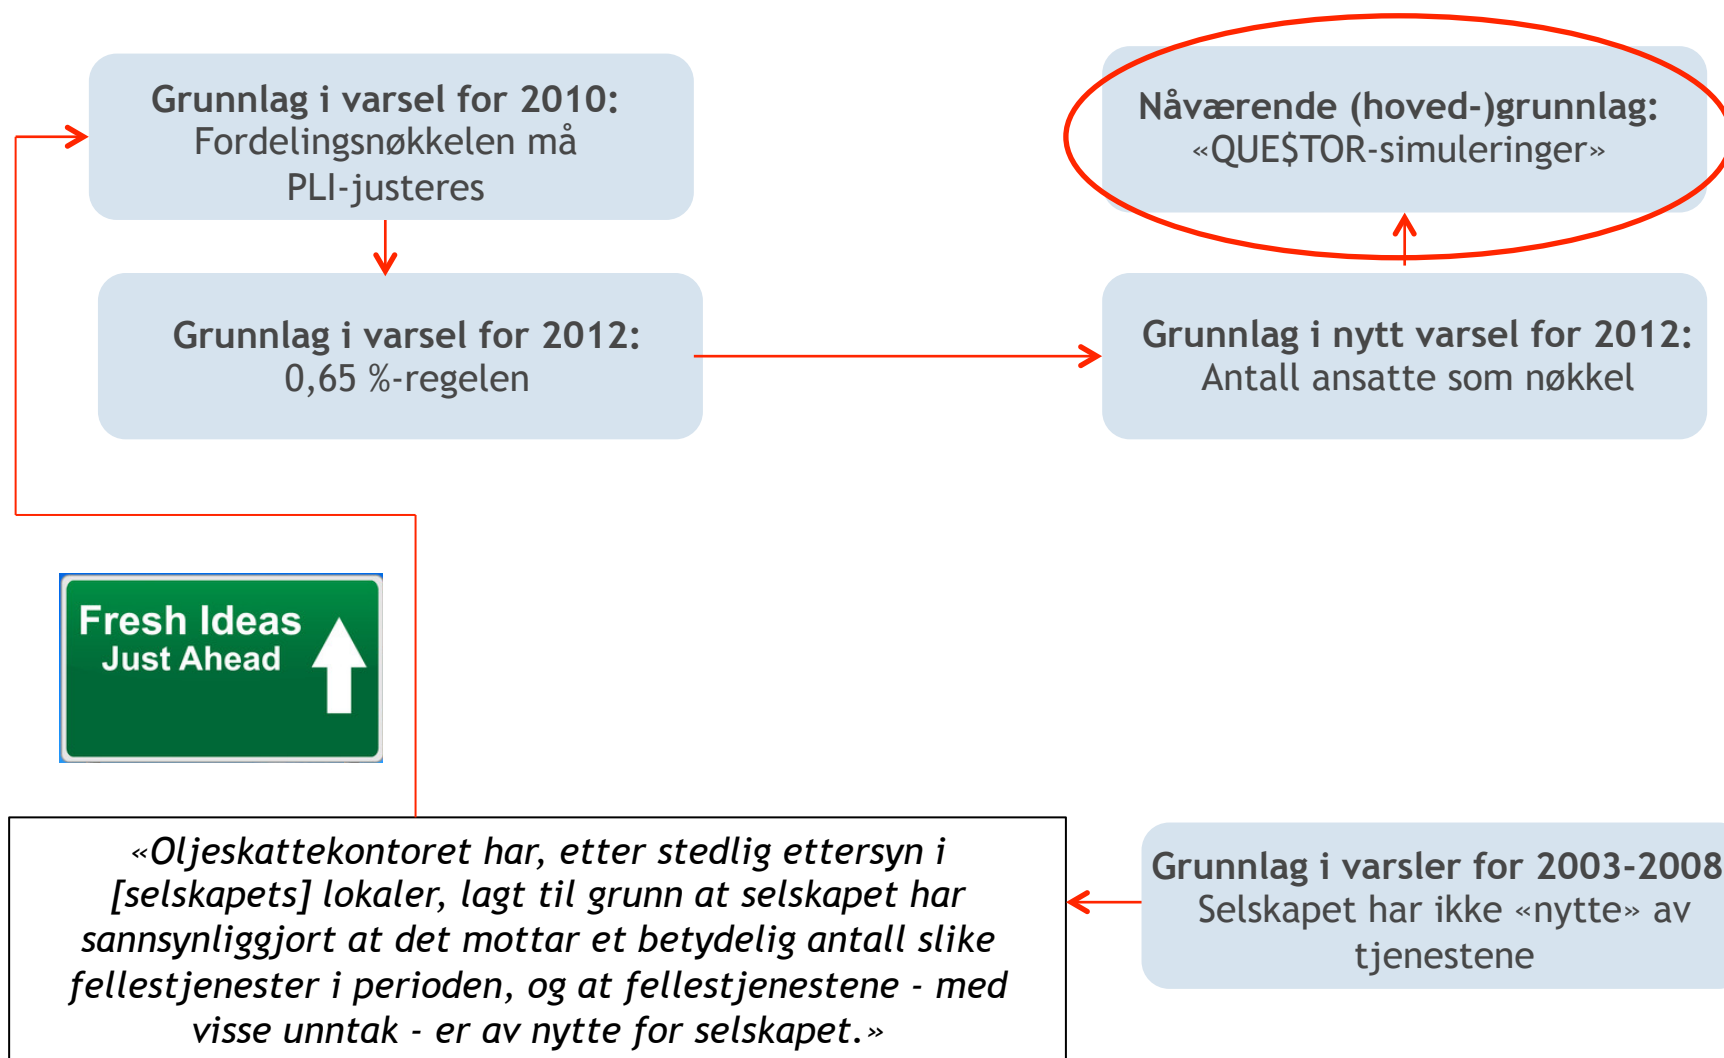 Grunnlag i varsel for 2010:
Fordelingsnøkkelen må
PLI-justeres
Nåværende (hoved-)grunnlag:
«QUE$TOR-simuleringer»
Grunnlag i varsel for 2012:
0,65 %-regelen
Grunnlag i nytt varsel for 2012:
Antall ansatte som nøkkel
Fresh Ideas
Just Ahead
«Oljeskattekontoret har, etter stedlig ettersyn i
[selskapets] lokaler, lagt til grunn at selskapet har
sannsynliggjort at det mottar et betydelig antall slike
fellestjenester i perioden, og at fellestjenestene - med
visse unntak - er av nytte for selskapet.»
Grunnlag i varsler for 2003-2008
Selskapet har ikke «nytte» av
tjenestene